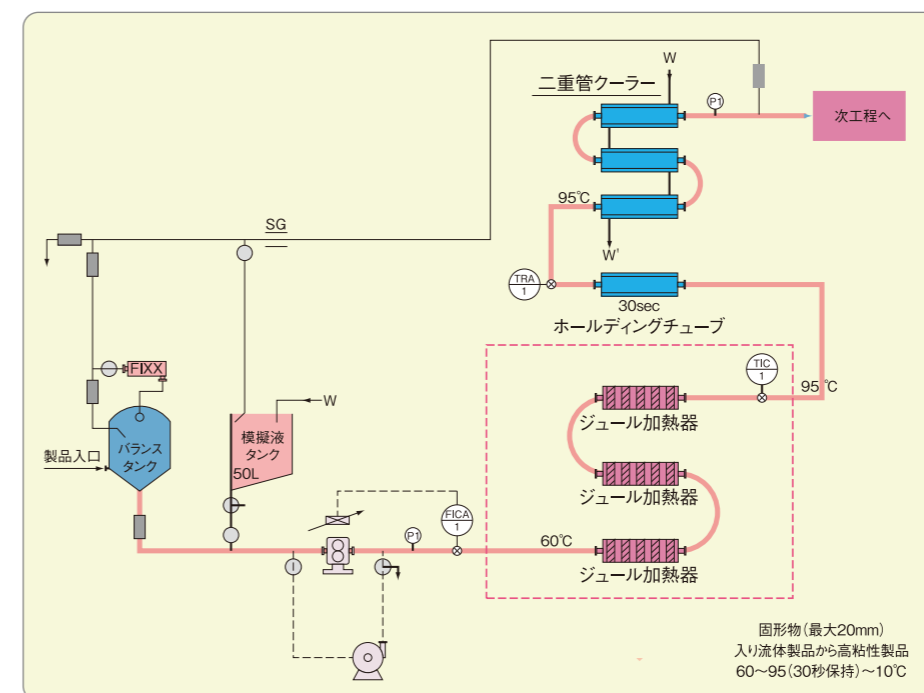 W
二重管クーラー
P1
次工程へ
95℃
SG
W'
TRA
1
30sec
ホールディングチューブ
FIXX
TIC
1
95℃
ジュール加熱器
W
模擬液
タンク
50L
バランス
タンク
製品入口
ジュール加熱器
FICA
1
P1
60℃
I
ジュール加熱器
固形物（最大20mm）
入り流体製品から高粘性製品
60～95（30秒保持）～10℃